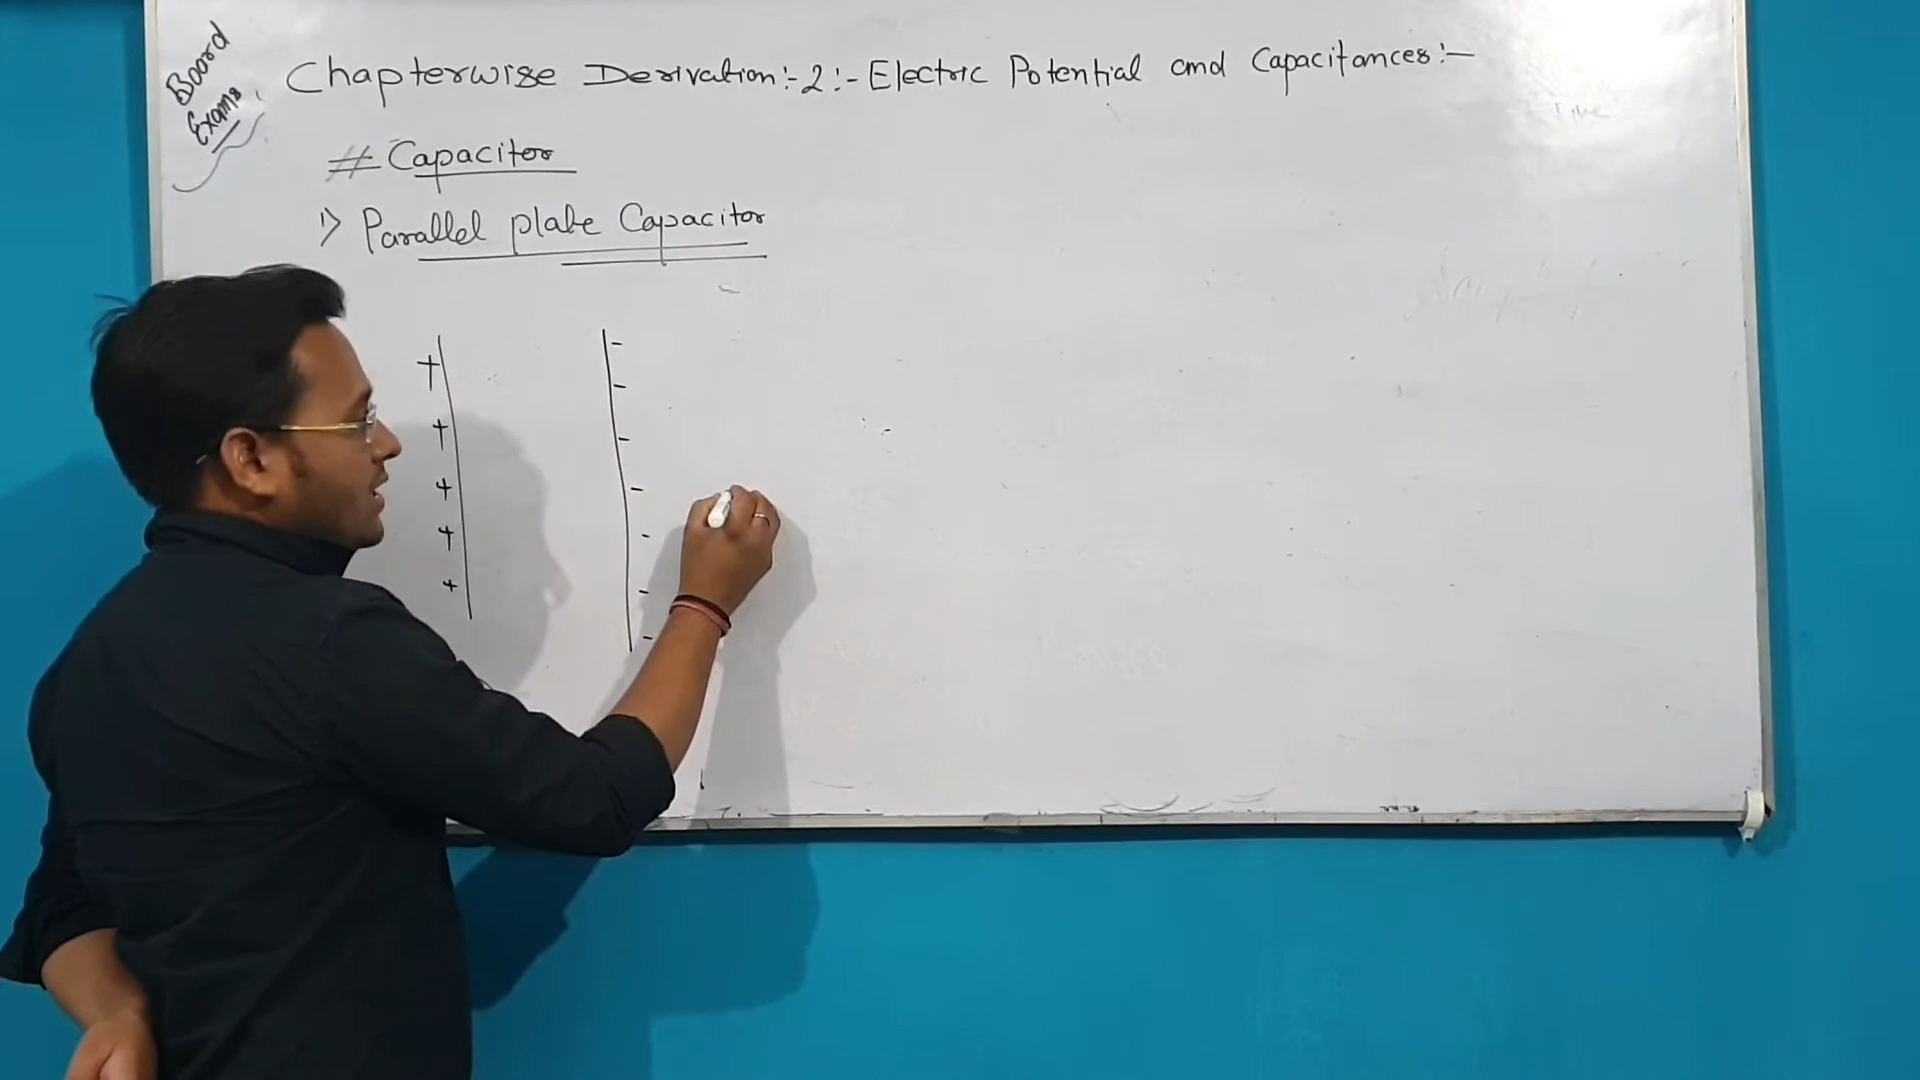 Board
Exams
Chapterwise Derivation:-2:- Electric Potential and Capacitances:-
# Capacitor
1) Parallel plate Capacitor
+ -
+ -
+ -
+ -
+ -
-
-